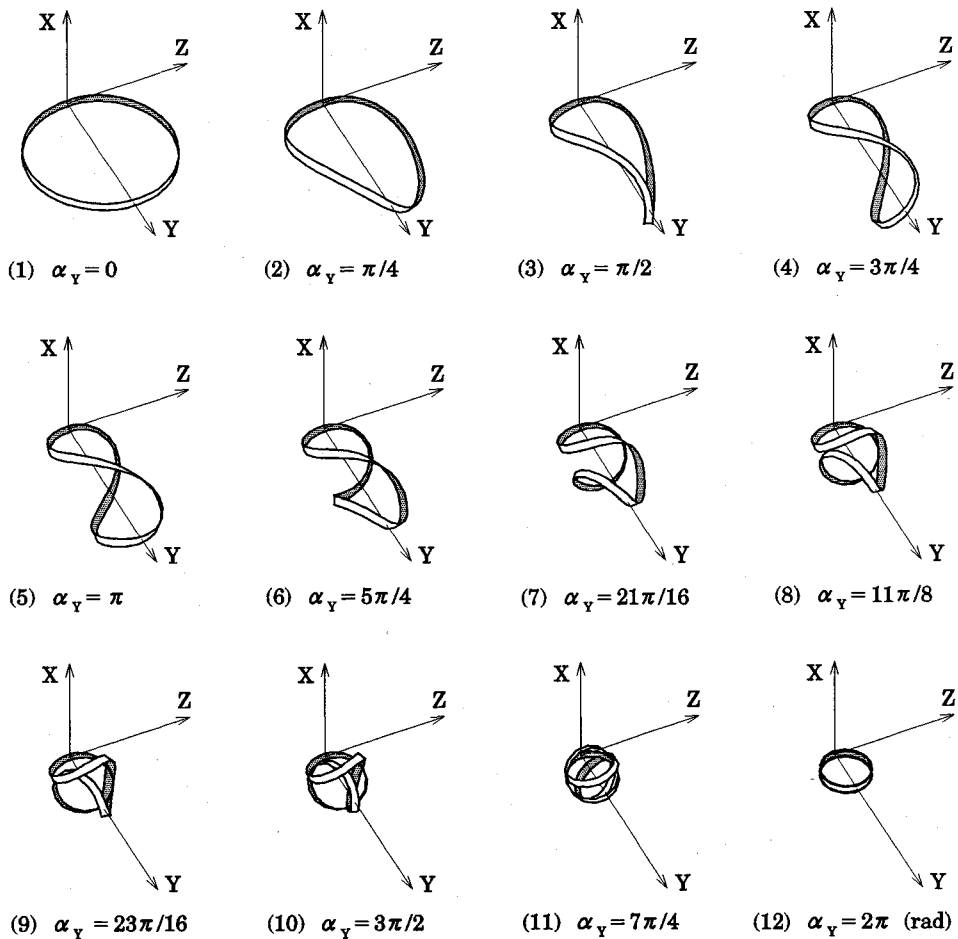 X
Z
Y
(1) α_Y = 0
X
Z
Y
(2) α_Y = π/4
X
Z
Y
(3) α_Y = π/2
X
Z
Y
(4) α_Y = 3π/4
X
Z
Y
(5) α_Y = π
X
Z
Y
(6) α_Y = 5π/4
X
Z
Y
(7) α_Y = 21π/16
X
Z
Y
(8) α_Y = 11π/8
X
Z
Y
(9) α_Y = 23π/16
X
Z
Y
(10) α_Y = 3π/2
X
Z
Y
(11) α_Y = 7π/4
X
Z
Y
(12) α_Y = 2π (rad)